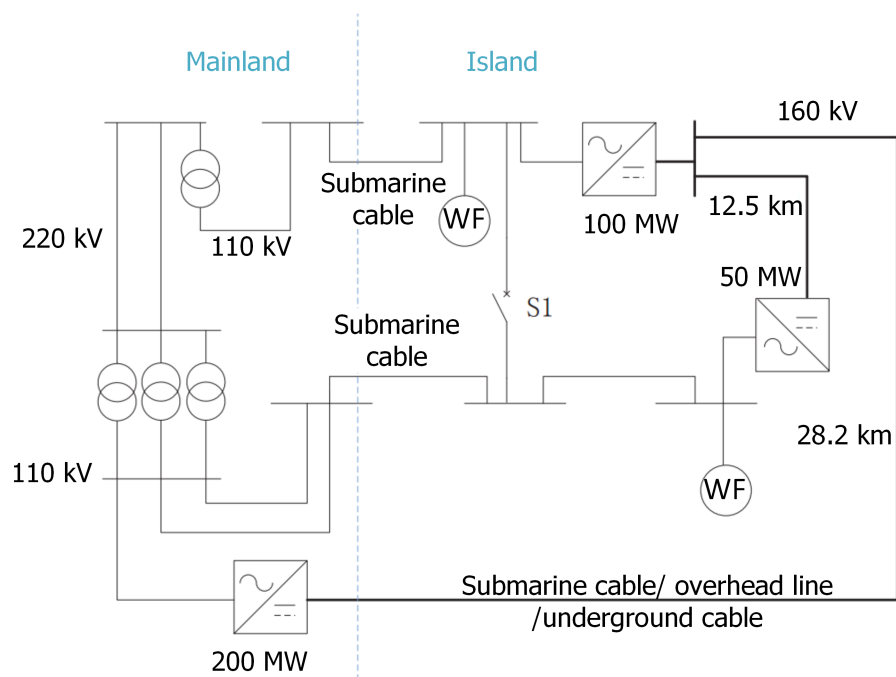 Mainland
Island
160 kV
Submarine
cable
WF
12.5 km
100 MW
220 kV
110 kV
50 MW
S1
Submarine
cable
28.2 km
110 kV
WF
Submarine cable/ overhead line
/underground cable
200 MW